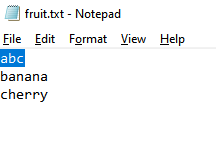 fruit.txt - Notepad
File Edit Format View Help
abc
banana
cherry